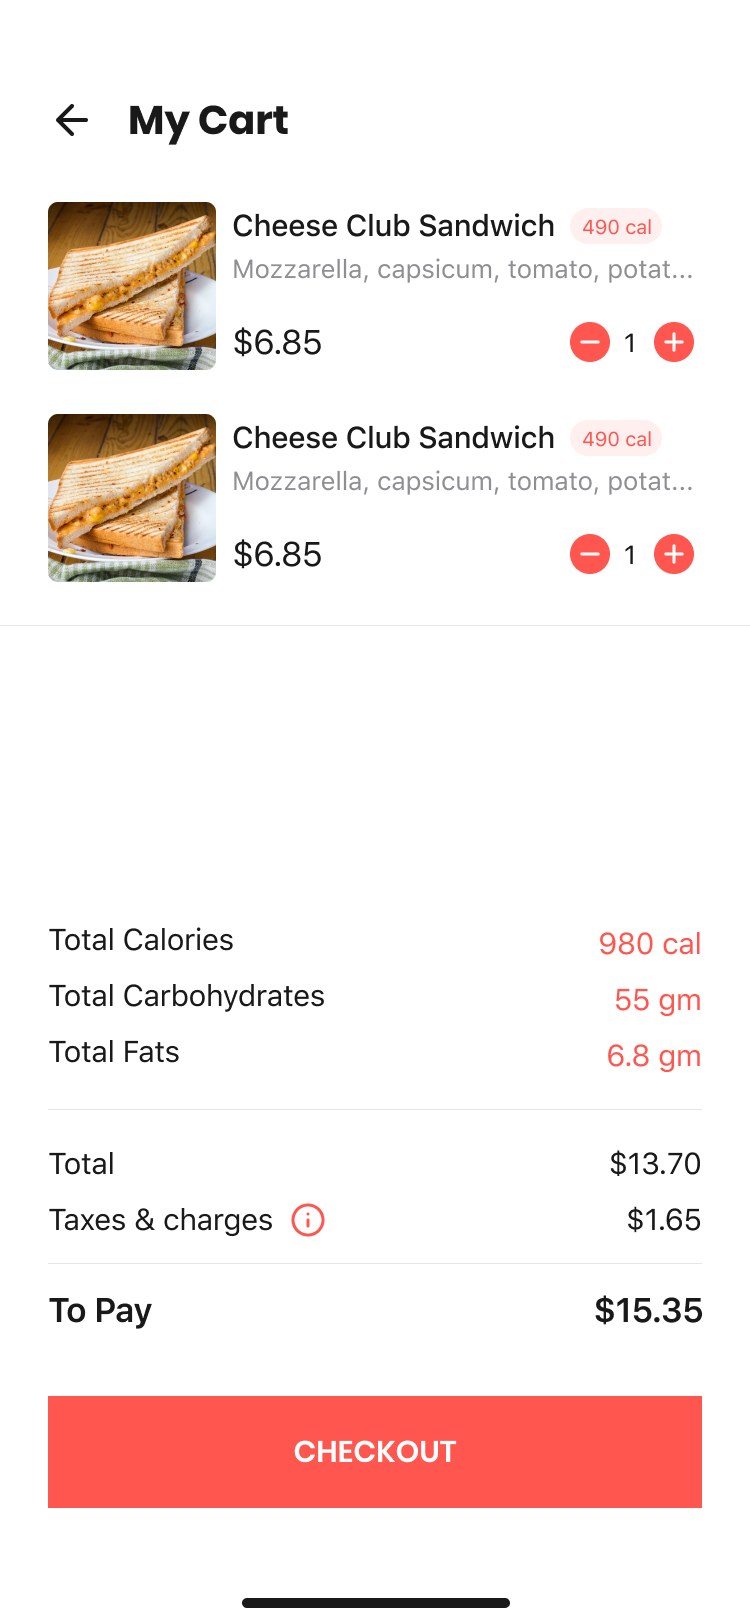 My Cart
Cheese Club Sandwich 490 cal
Mozzarella, capsicum, tomato, potat...
$6.85 1
Cheese Club Sandwich 490 cal
Mozzarella, capsicum, tomato, potat...
$6.85 1
Total Calories 980 cal
Total Carbohydrates 55 gm
Total Fats 6.8 gm
Total $13.70
Taxes & charges $1.65
To Pay $15.35
CHECKOUT